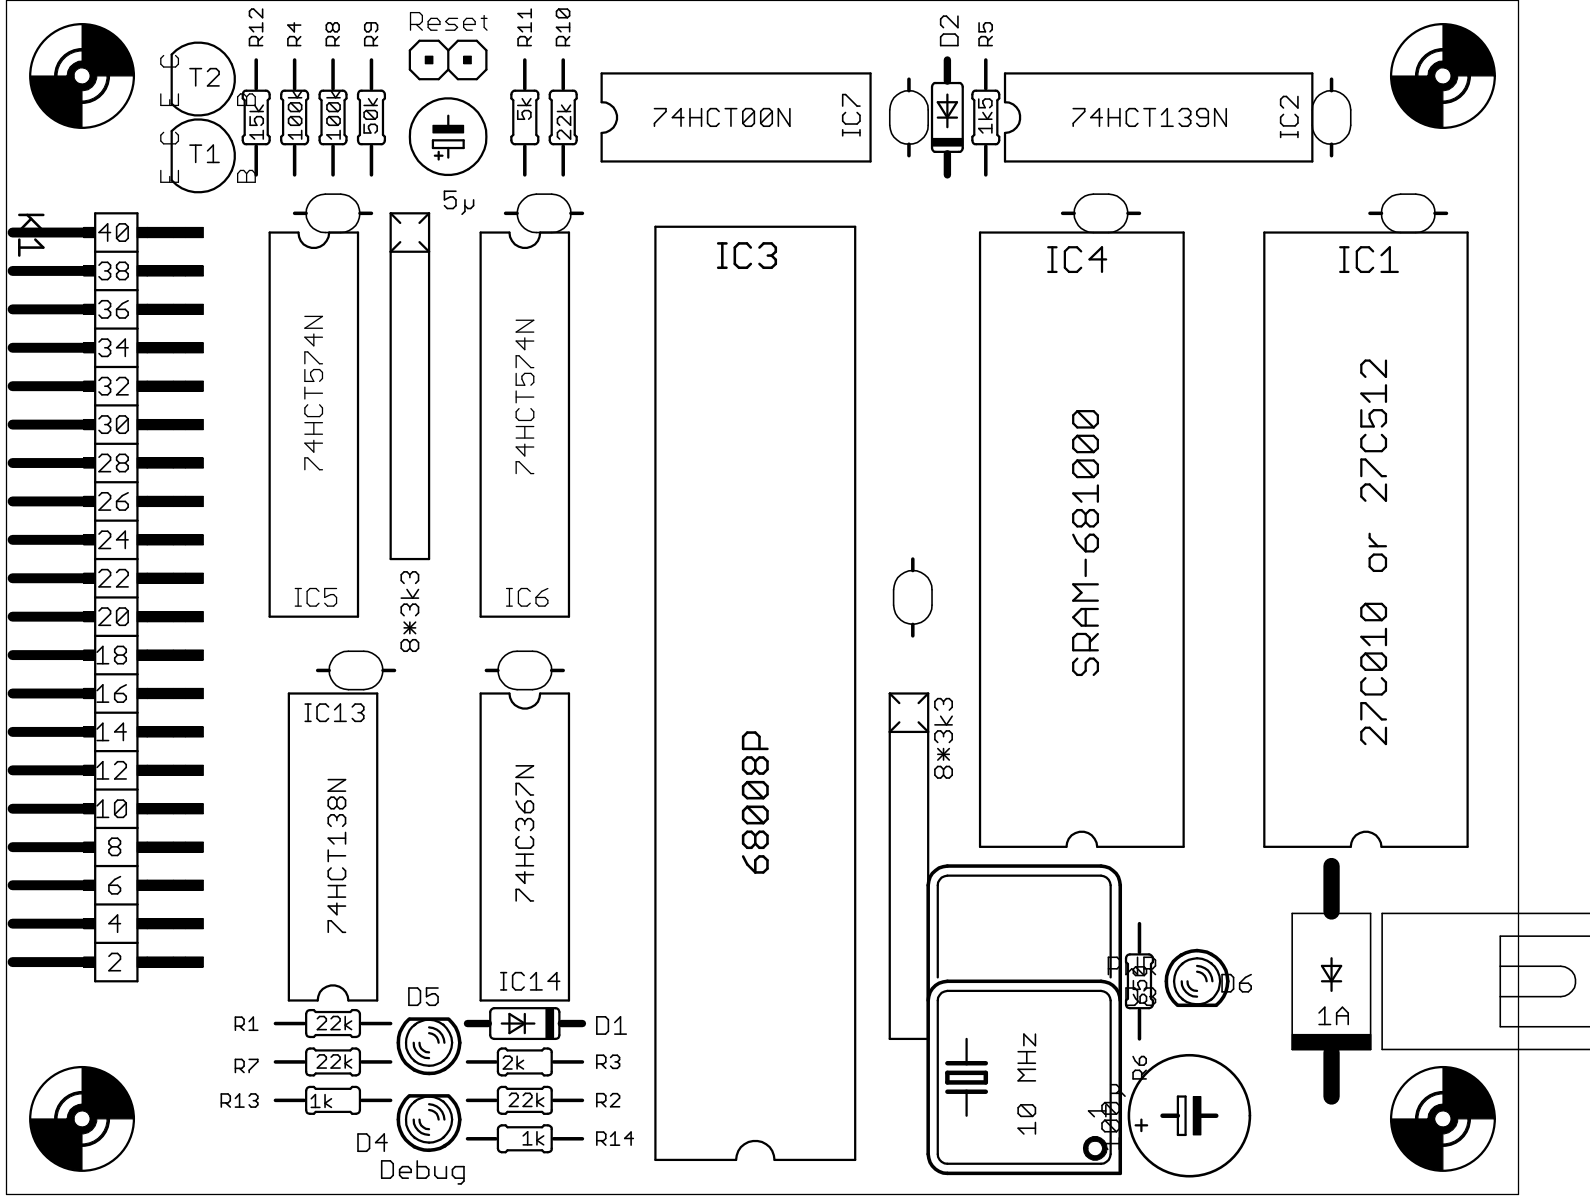 R12
R4
R8
R9
Reset
R11
R10
D2
R5
E C
T2
B
15k
100k
100k
50k
5k
22k
74HCT00N
IC7
1k5
74HCT139N
IC2
E C
T1
B
+
5µ
K1
40
38
36
34
32
30
28
26
24
22
20
18
16
14
12
10
8
6
4
2
74HCT574N
IC5
8*3k3
74HCT574N
IC6
IC3
68008P
IC4
SRAM-681000
IC1
27C010 or 27C512
IC13
74HCT138N
74HC367N
IC14
8*3k3
D5
R1
22k
D1
R7
22k
2k
R3
R13
1k
22k
R2
D4
1k
R14
Debug
10 MHz
1
100µ
+
R6
D6
1A